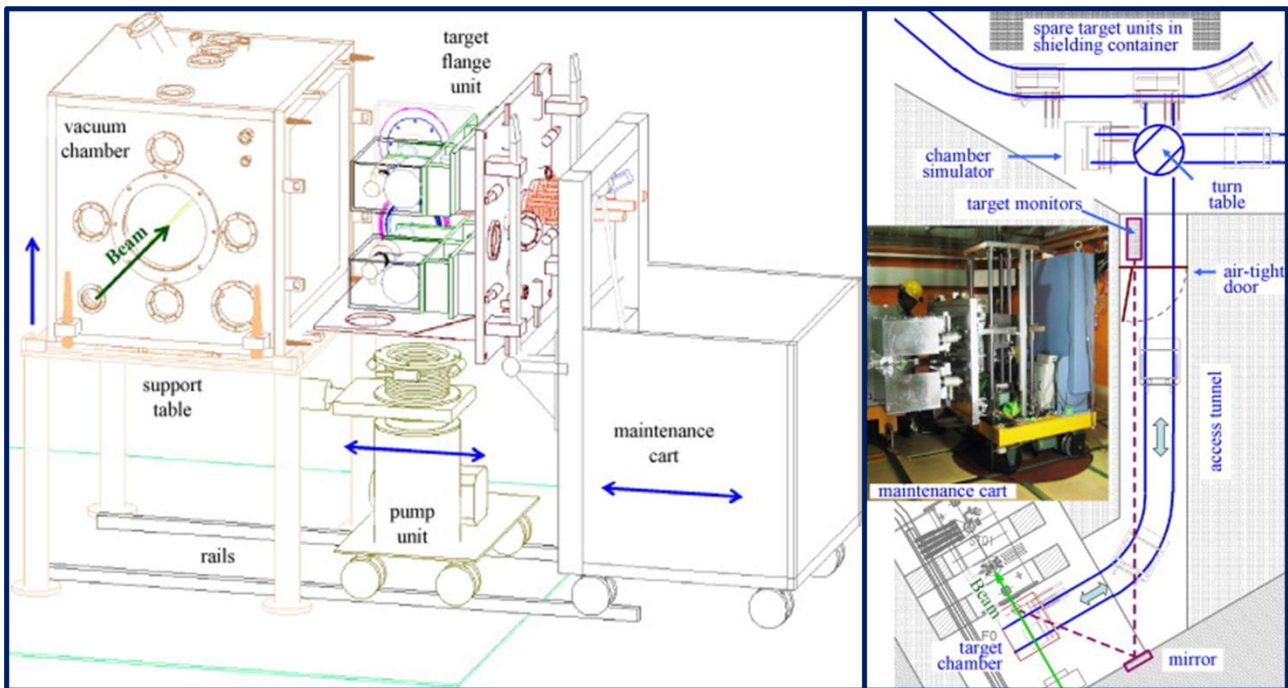 target
flange
unit
vacuum
chamber
Beam
support
table
maintenance
cart
pump
unit
rails
spare target units in
shielding container
chamber
simulator
turn
table
target monitors
air-tight
door
access tunnel
maintenance cart
Beam
F0
target
chamber
mirror